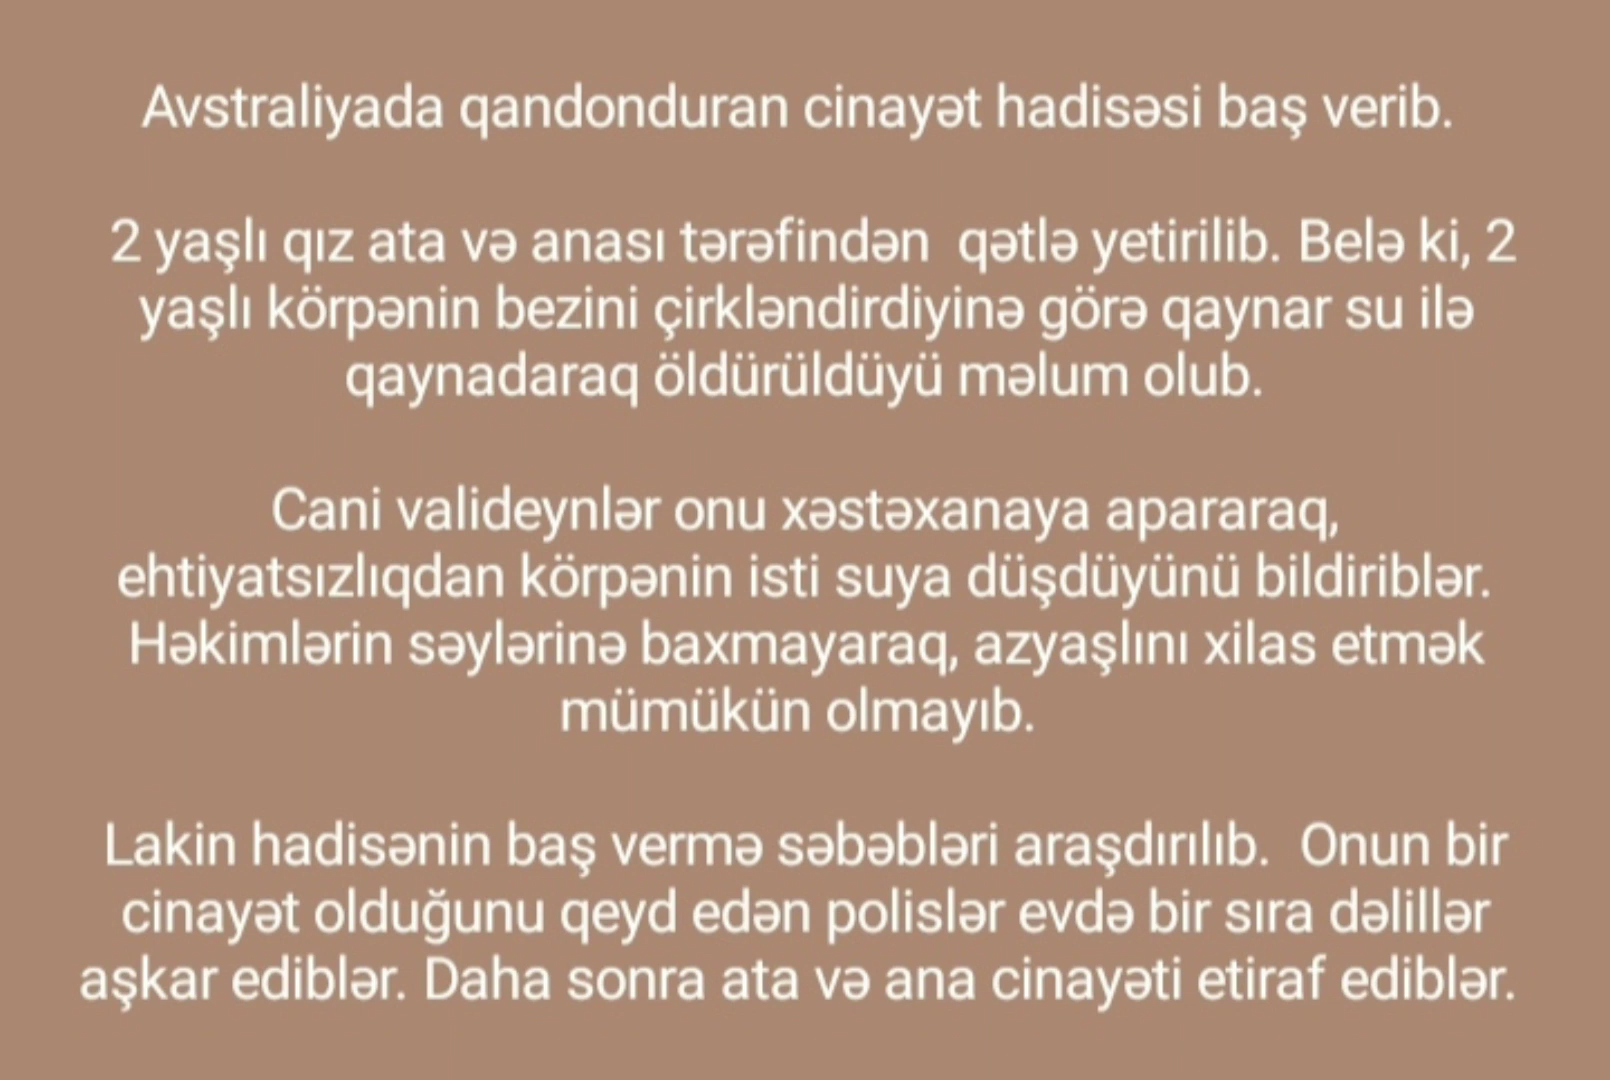 Avstraliyada qandonduran cinayət hadisəsi baş verib.
2 yaşlı qız ata və anası tərəfindən qətlə yetirilib. Belə ki, 2
yaşlı körpənin bezini çirkləndirdiyinə görə qaynar su ilə
qaynadaraq öldürüldüyü məlum olub.
Cani valideynlər onu xəstəxanaya apararaq,
ehtiyatsızlıqdan körpənin isti suya düşdüyünü bildiriblər.
Həkimlərin səylərinə baxmayaraq, azyaşlını xilas etmək
mümükün olmayıb.
Lakin hadisənin baş vermə səbəbləri araşdırılıb. Onun bir
cinayət olduğunu qeyd edən polislər evdə bir sıra dəlillər
aşkar ediblər. Daha sonra ata və ana cinayəti etiraf ediblər.